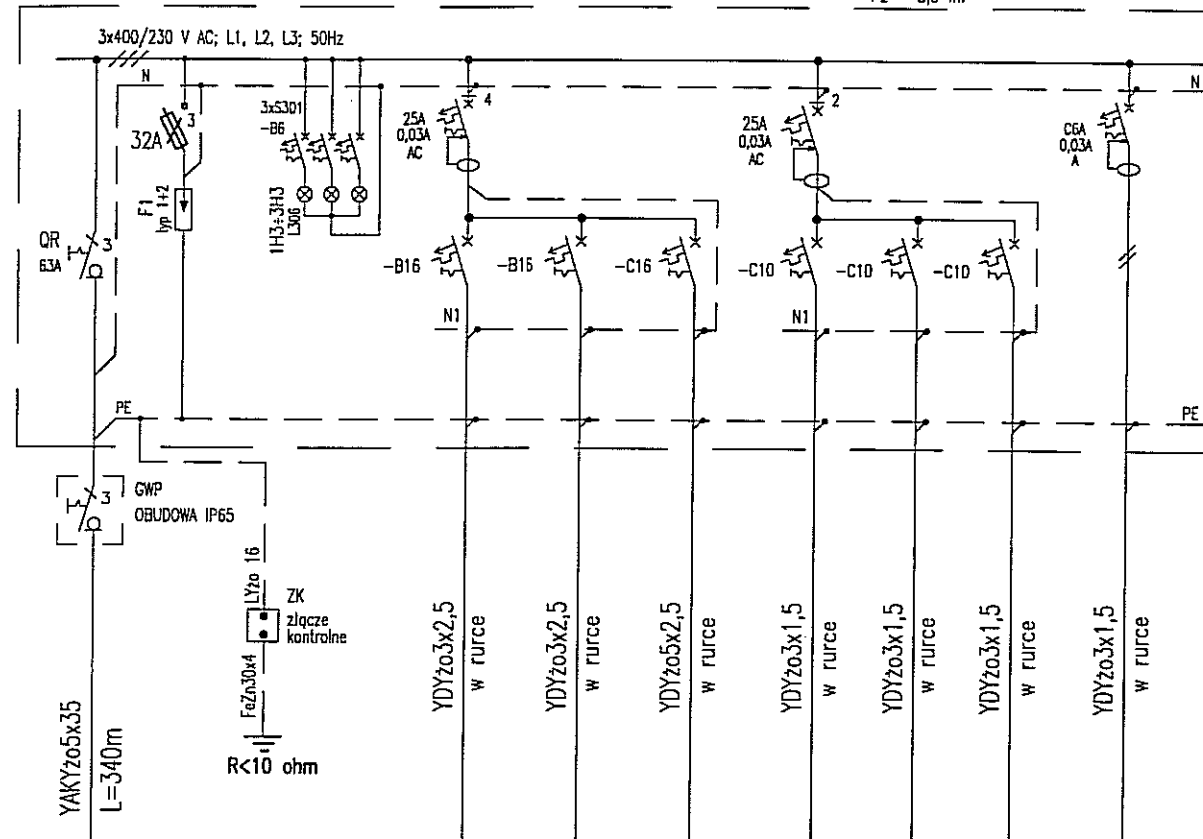 3x400/230 V AC; L1, L2, L3; 50Hz
N
N
3
32A
F1
typ 1+2
3xS301
-B6
1H3÷3H3
L306
QR
63A
3
4
25A
0,03A
AC
2
25A
0,03A
AC
C6A
0,03A
A
-B16
-B16
-C16
-C10
-C10
-C10
N1
N1
PE
PE
3
GWP
OBUDOWA IP65
LYżo 16
ZK
złącze
kontrolne
FeZn30x4
R<10 ohm
YAKYżo5x35
L=340m
YDYżo3x2,5
w rurce
YDYżo3x2,5
w rurce
YDYżo5x2,5
w rurce
YDYżo3x1,5
w rurce
YDYżo3x1,5
w rurce
YDYżo3x1,5
w rurce
YDYżo3x1,5
w rurce